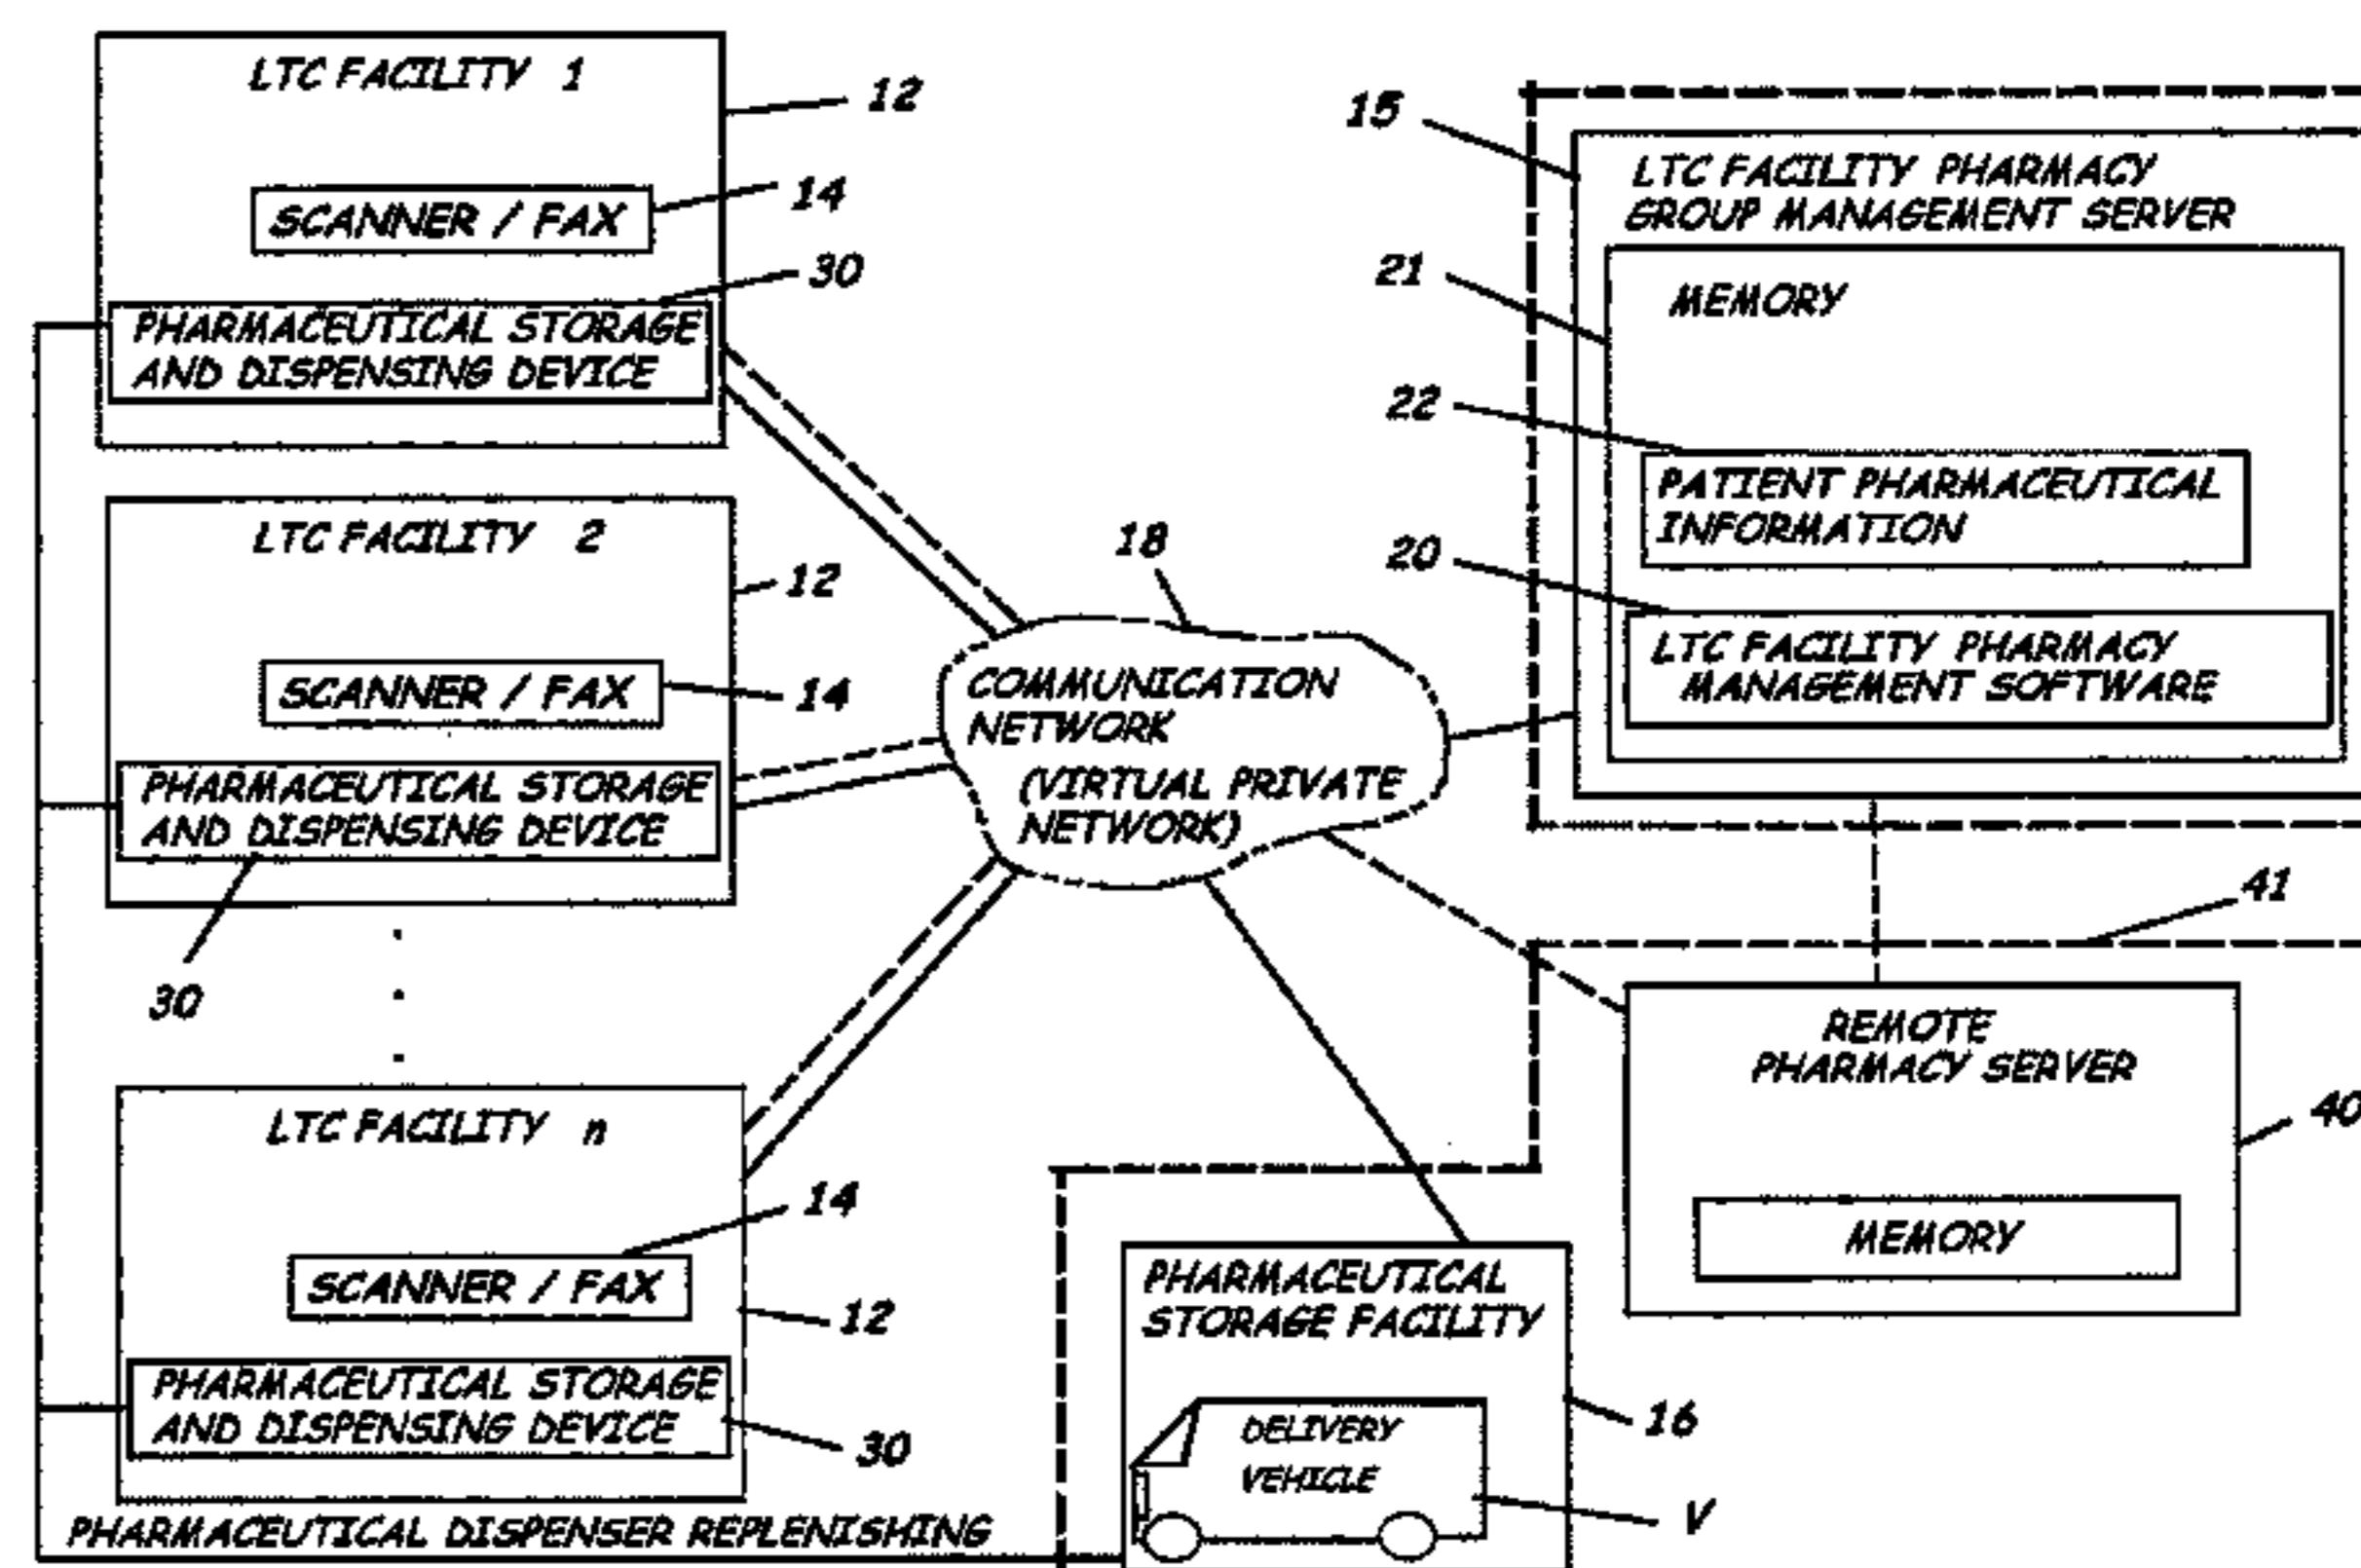 LTC FACILITY 1
12
SCANNER / FAX
14
30
PHARMACEUTICAL STORAGE
AND DISPENSING DEVICE
LTC FACILITY 2
12
SCANNER / FAX
14
PHARMACEUTICAL STORAGE
AND DISPENSING DEVICE
30
LTC FACILITY n
14
SCANNER / FAX
12
PHARMACEUTICAL STORAGE
AND DISPENSING DEVICE
30
PHARMACEUTICAL DISPENSER REPLENISHING
18
COMMUNICATION
NETWORK
(VIRTUAL PRIVATE
NETWORK)
15
LTC FACILITY PHARMACY
GROUP MANAGEMENT SERVER
21
MEMORY
22
PATIENT PHARMACEUTICAL
INFORMATION
20
LTC FACILITY PHARMACY
MANAGEMENT SOFTWARE
41
REMOTE
PHARMACY SERVER
40
MEMORY
PHARMACEUTICAL
STORAGE FACILITY
16
DELIVERY
VEHICLE
V